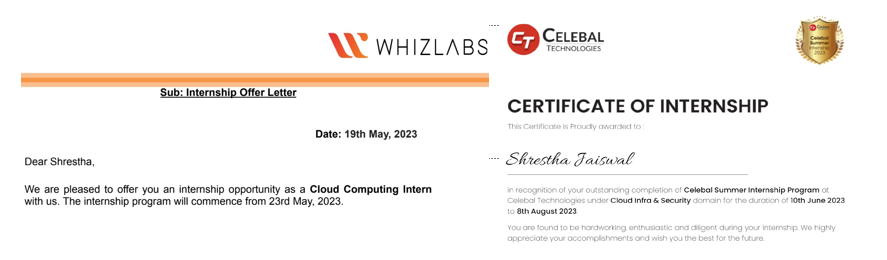 WHIZLABS
Sub: Internship Offer Letter
Date: 19th May, 2023
Dear Shrestha,
We are pleased to offer you an internship opportunity as a Cloud Computing Intern
with us. The internship program will commence from 23rd May, 2023.
CT CELEBAL
TECHNOLOGIES
Celebal
Summer
Internship
2023
CERTIFICATE OF INTERNSHIP
This Certificate is Proudly awarded to :
Shrestha Jaiswal
in recognition of your outstanding completion of Celebal Summer Internship Program at
Celebal Technologies under Cloud Infra & Security domain for the duration of 10th June 2023
to 8th August 2023.
You are found to be hardworking, enthusiastic and diligent during your internship. We highly
appreciate your accomplishments and wish you the best for the future.